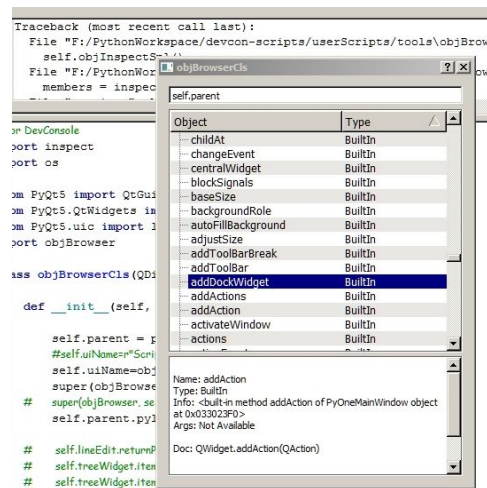 Traceback (most recent call last):
File "F:/PythonWorkspace/devcon-scripts/userScripts/tools\objBrow
self.objInspect
File "F:/PythonWor
members = inspec
objBrowserCls
self.parent
Object Type
childAt BuiltIn
changeEvent BuiltIn
centralWidget BuiltIn
blockSignals BuiltIn
baseSize BuiltIn
backgroundRole BuiltIn
autoFillBackground BuiltIn
adjustSize BuiltIn
addToolBarBreak BuiltIn
addToolBar BuiltIn
addDockWidget BuiltIn
addActions BuiltIn
addAction BuiltIn
activateWindow BuiltIn
actions BuiltIn
Name: addAction
Type: BuiltIn
Info: <built-in method addAction of PyOneMainWindow object
at 0x033023F0>
Args: Not Available
Doc: QWidget.addAction(QAction)
or DevConsole
port inspect
port os
om PyQt5 import QtGui
om PyQt5.QtWidgets im
om PyQt5.uic import l
port objBrowser
ass objBrowserCls(QDi
def __init__(self,
self.parent = p
#self.uiName=r"Scri
self.uiName=obj
super(objBrowse
# super(objBrowser, se
self.parent.pyl
# self.lineEdit.returnP
# self.treeWidget.item
# self.treeWidget.item